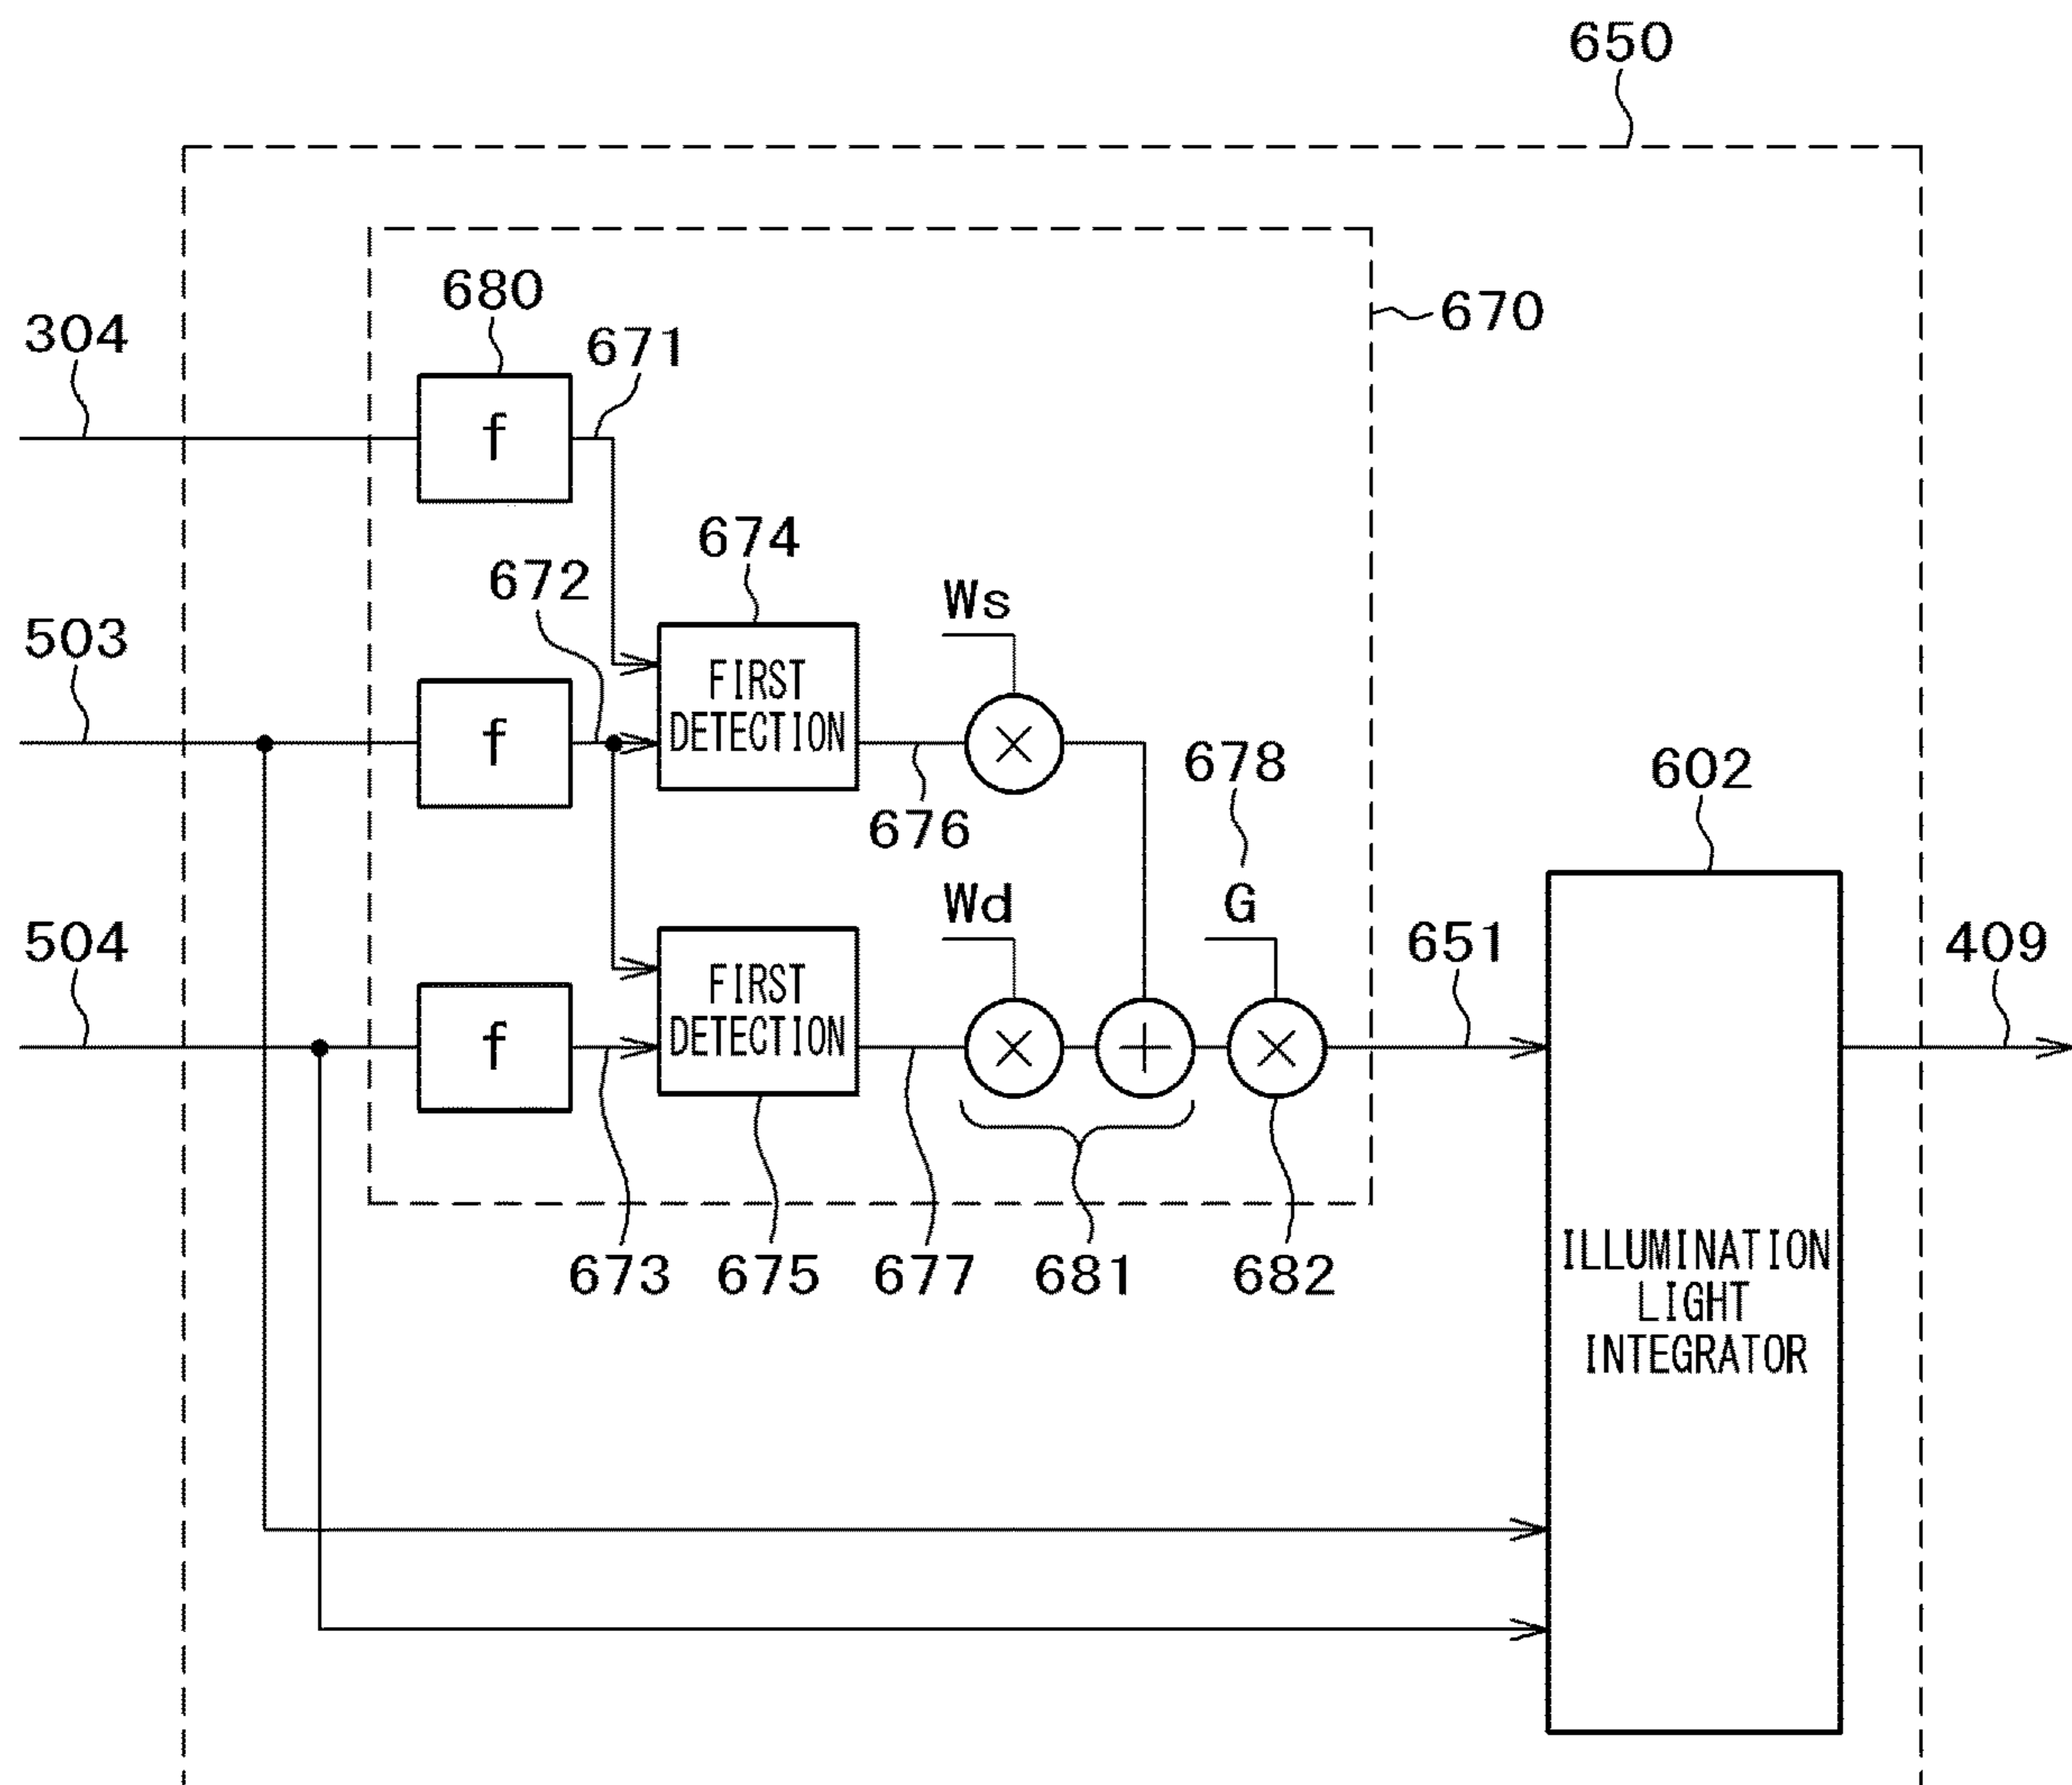 650
680
671
670
304
f
674
672
Ws
503
FIRST
DETECTION
f
678
602
676
Wd
G
504
651
409
FIRST
DETECTION
f
ILLUMINATION
LIGHT
INTEGRATOR
673
675
677
681
682